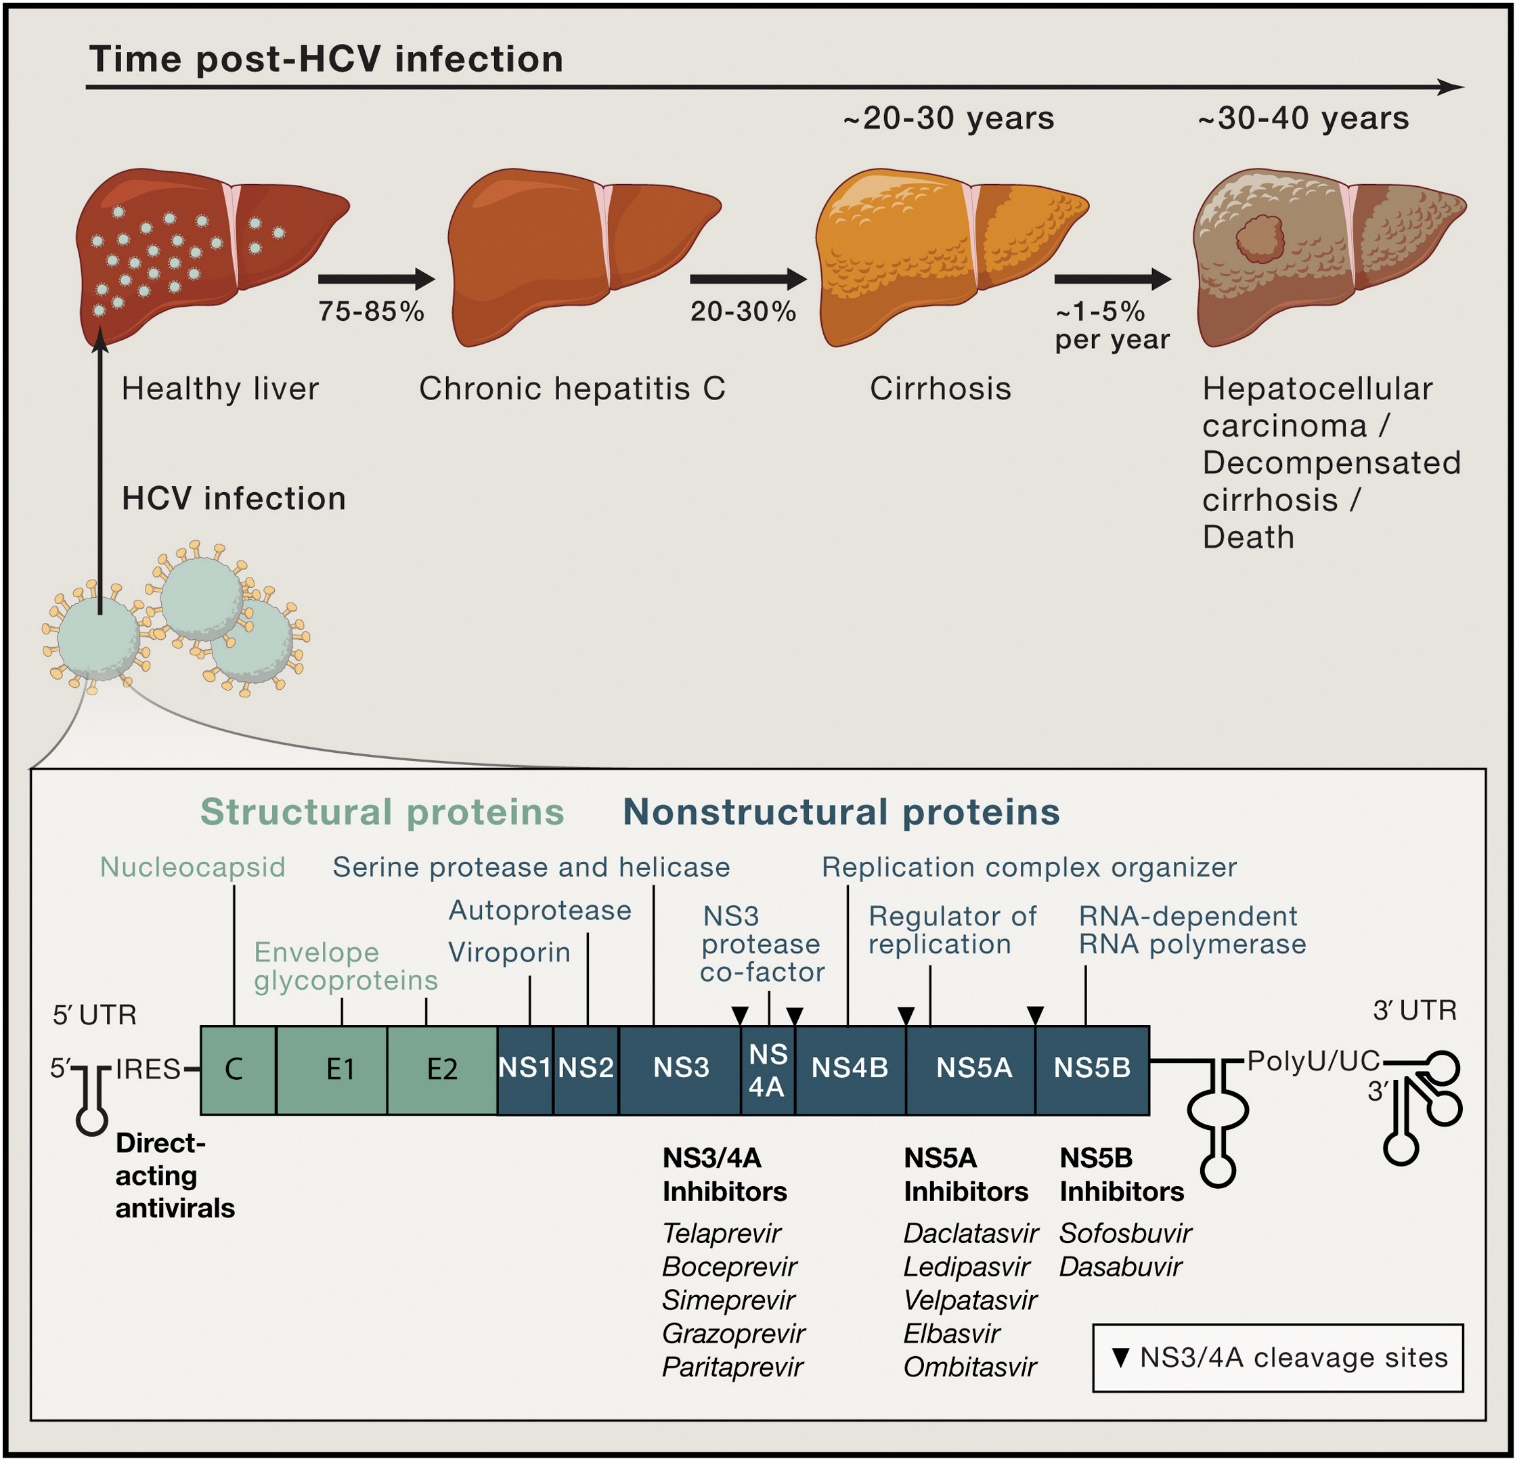 Time post-HCV infection
~20-30 years
~30-40 years
75-85%
20-30%
~1-5%
per year
Healthy liver
Chronic hepatitis C
Cirrhosis
Hepatocellular
carcinoma /
Decompensated
cirrhosis /
Death
HCV infection
Structural proteins
Nonstructural proteins
Nucleocapsid
Serine protease and helicase
Replication complex organizer
Autoprotease
Viroporin
Envelope
glycoproteins
NS3
protease
co-factor
Regulator of
replication
RNA-dependent
RNA polymerase
5′ UTR
3′ UTR
5′
IRES
C
E1
E2
NS1
NS2
NS3
NS
4A
NS4B
NS5A
NS5B
PolyU/UC
3′
Direct-
acting
antivirals
NS3/4A
Inhibitors
Telaprevir
Boceprevir
Simeprevir
Grazoprevir
Paritaprevir
NS5A
Inhibitors
Daclatasvir
Ledipasvir
Velpatasvir
Elbasvir
Ombitasvir
NS5B
Inhibitors
Sofosbuvir
Dasabuvir
▼ NS3/4A cleavage sites